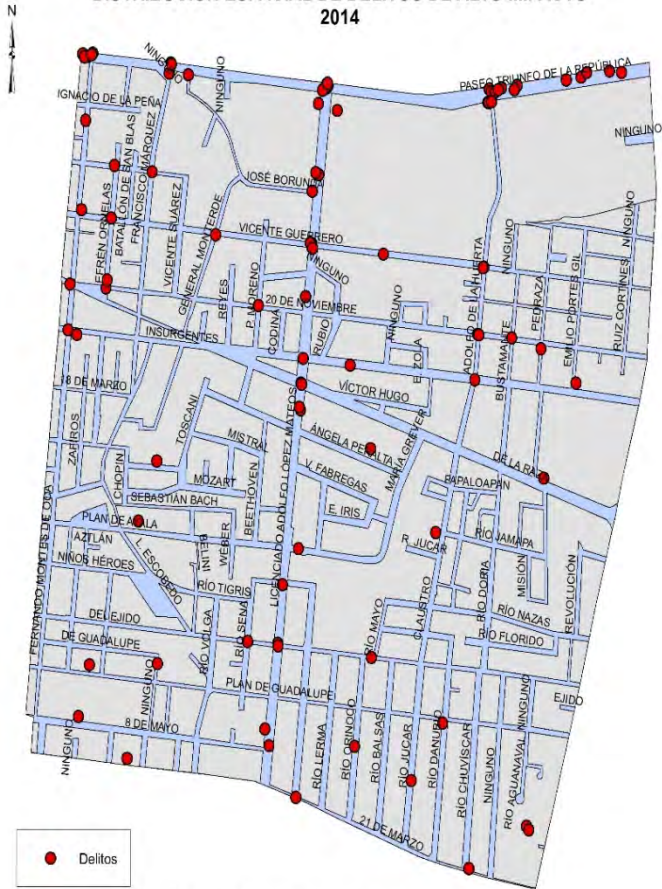 2014
N
NINGUNO
NINGUNO
PASEO TRIUNFO DE LA REPÚBLICA
IGNACIO DE LA PEÑA
NINGUNO
BATALLÓN DE SAN BLAS
FRANCISCO MÁRQUEZ
EFRÉN ORNELAS
VICENTE SUÁREZ
GENERAL MONTERDE
JOSÉ BORUNDA
VICENTE GUERRERO
NINGUNO
REYES
P. MORENO
CODINA
20 DE NOVIEMBRE
RUBIO
NINGUNO
E. ZOLA
ADOLFO DE LA HUERTA
NINGUNO
BUSTAMANTE
PEDRAZA
EMILIO PORTES GIL
NINGUNO
RUIZ CORTINES
INSURGENTES
18 DE MARZO
VÍCTOR HUGO
ZAFIROS
TOSCANI
MISTRAL
LICENCIADO ADOLFO LÓPEZ MATEOS
ÁNGELA PERALTA
MARÍA GREVER
DE LA RAZA
CHOPIN
MOZART
BEETHOVEN
V. FABREGAS
PAPALOAPAN
SEBASTIÁN BACH
E. IRIS
PLAN DE AYALA
AZTLÁN
L. ESCOBEDO
BELINI
WEBER
R. JUCAR
RÍO JAMAPA
NIÑOS HÉROES
RÍO TIGRIS
MISIÓN
REVOLUCIÓN
FERNANDO MONTES DE OCA
RÍO DORIA
CLAUSTRO
RÍO NAZAS
DEL EJIDO
RÍO VOLGA
RÍO SENA
RÍO MAYO
RÍO FLORIDO
DE GUADALUPE
NINGUNO
PLAN DE GUADALUPE
EJIDO
8 DE MAYO
NINGUNO
RÍO LERMA
RÍO ORINOCO
RÍO BALSAS
RÍO JUCAR
RÍO DANUBIO
RÍO CHUVÍSCAR
NINGUNO
RÍO AGUANAVAL
NINGUNO
21 DE MARZO
Delitos